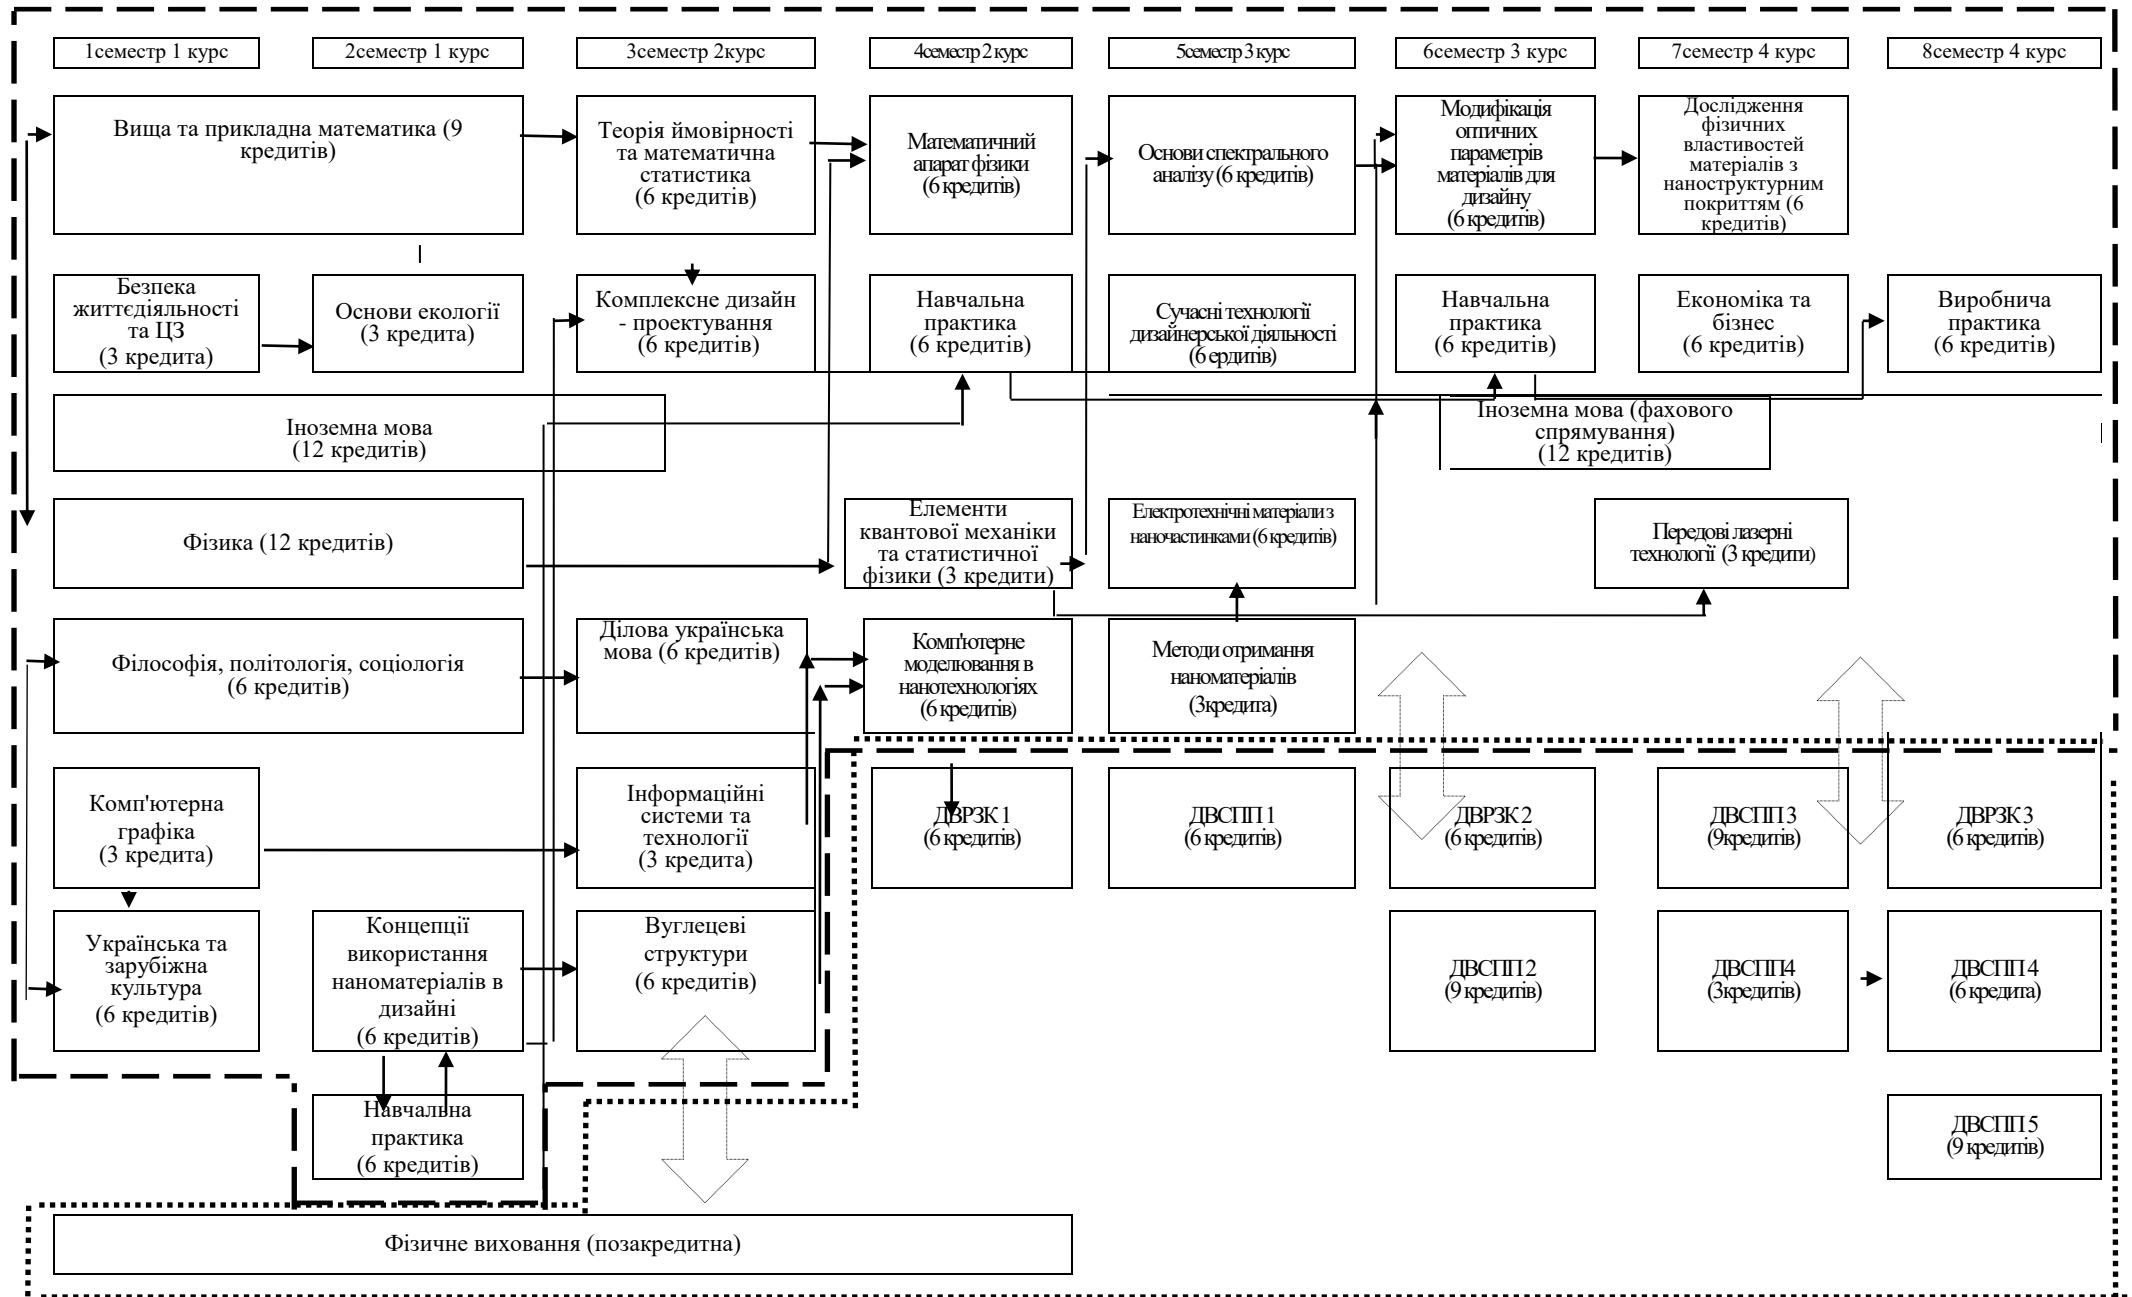 1семестр 1 курс
2семестр 1 курс
3семестр 2курс
4семестр 2 курс
5семестр 3 курс
6семестр 3 курс
7семестр 4 курс
8семестр 4 курс
Вища та прикладна математика (9
кредитів)
Теорія ймовірності
та математична
статистика
(6 кредитів)
Математичний
апарат фізики
(6 кредитів)
Основи спектрального
аналізу (6 кредитів)
Модифікація
оптичних
параметрів
матеріалів для
дизайну
(6 кредитів)
Дослідження
фізичних
властивостей
матеріалів з
наноструктурним
покриттям (6
кредитів)
Безпека
життєдіяльності
та ЦЗ
(3 кредита)
Основи екології
(3 кредита)
Комплексне дизайн
- проектування
(6 кредитів)
Навчальна
практика
(6 кредитів)
Сучасні технології
дизайнерської діяльності
(6 ердитів)
Навчальна
практика
(6 кредитів)
Економіка та
бізнес
(6 кредитів)
Виробнича
практика
(6 кредитів)
Іноземна мова
(12 кредитів)
Іноземна мова (фахового
спрямування)
(12 кредитів)
Фізика (12 кредитів)
Елементи
квантової механіки
та статистичної
фізики (3 кредити)
Електротехнічні матеріали з
наночастинками (6 кредитів)
Передові лазерні
технології (3 кредити)
Філософія, політологія, соціологія
(6 кредитів)
Ділова українська
мова (6 кредитів)
Комп'ютерне
моделювання в
нанотехнологіях
(6 кредитів)
Методи отримання
наноматеріалів
(3кредита)
Комп'ютерна
графіка
(3 кредита)
Інформаційні
системи та
технології
(3 кредита)
ДВРЗК 1
(6 кредитів)
ДВСПП 1
(6 кредитів)
ДВРЗК 2
(6 кредитів)
ДВСПП 3
(9кредитів)
ДВРЗК 3
(6 кредитів)
Українська та
зарубіжна
культура
(6 кредитів)
Концепції
використання
наноматеріалів в
дизайні
(6 кредитів)
Вуглецеві
структури
(6 кредитів)
ДВСПП 2
(9 кредитів)
ДВСПП4
(3кредитів)
ДВСПП 4
(6 кредита)
Навчальна
практика
(6 кредитів)
ДВСПП 5
(9 кредитів)
Фізичне виховання (позакредитна)